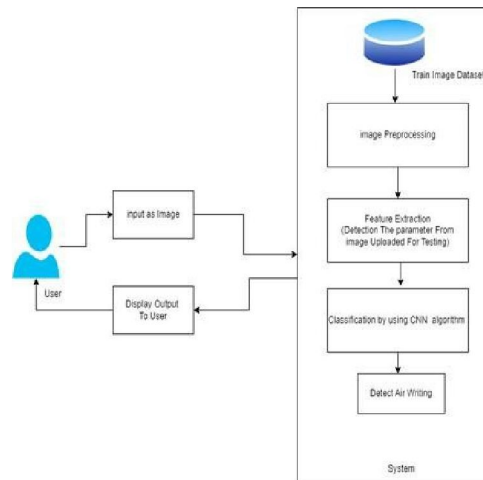 Train Image Dataset
image Preprocessing
Feature Extraction
(Detection The parameter From
image Uploaded For Testing)
Classification by using CNN algorithm
Detect Air Writing
System
input as Image
User
Display Output
To User